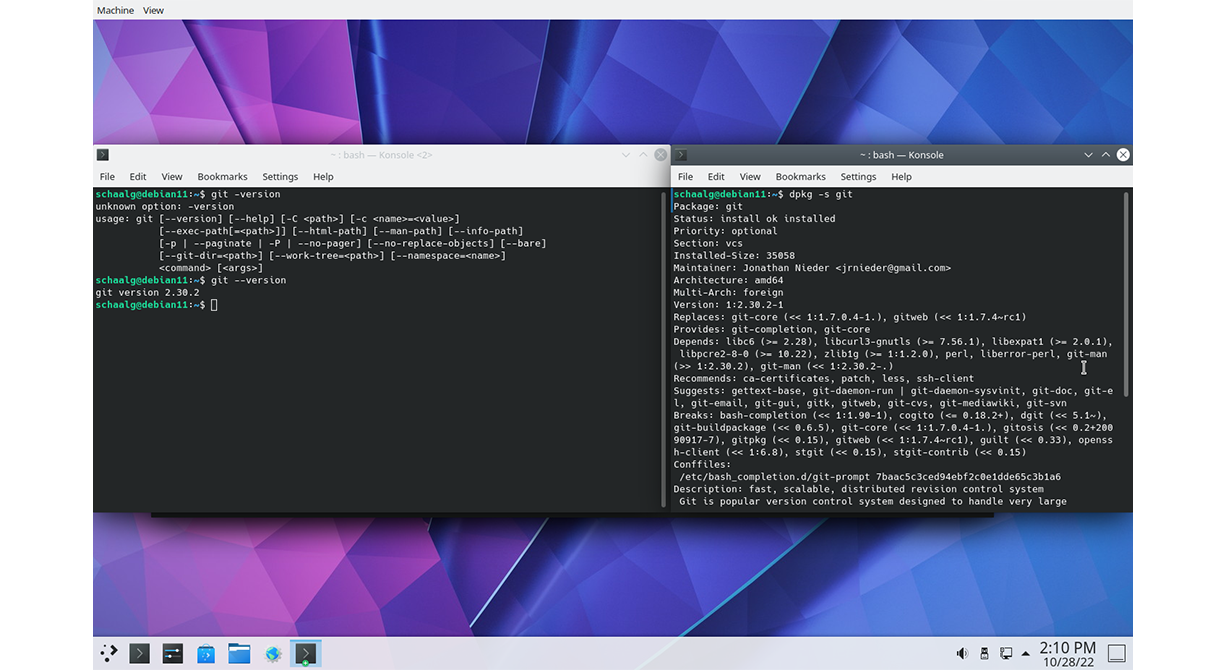 Machine View
~ : bash — Konsole <2>
File Edit View Bookmarks Settings Help
schaalg@debian11:~$ git -version
unknown option: -version
usage: git [--version] [--help] [-C <path>] [-c <name>=<value>]
[--exec-path[=<path>]] [--html-path] [--man-path] [--info-path]
[-p | --paginate | -P | --no-pager] [--no-replace-objects] [--bare]
[--git-dir=<path>] [--work-tree=<path>] [--namespace=<name>]
<command> [<args>]
schaalg@debian11:~$ git --version
git version 2.30.2
schaalg@debian11:~$
~ : bash — Konsole
File Edit View Bookmarks Settings Help
schaalg@debian11:~$ dpkg -s git
Package: git
Status: install ok installed
Priority: optional
Section: vcs
Installed-Size: 35058
Maintainer: Jonathan Nieder <jrnieder@gmail.com>
Architecture: amd64
Multi-Arch: foreign
Version: 1:2.30.2-1
Replaces: git-core (<< 1:1.7.0.4-1.), gitweb (<< 1:1.7.4~rc1)
Provides: git-completion, git-core
Depends: libc6 (>= 2.28), libcurl3-gnutls (>= 7.56.1), libexpat1 (>= 2.0.1),
libpcre2-8-0 (>= 10.22), zlib1g (>= 1:1.2.0), perl, liberror-perl, git-man
(>> 1:2.30.2), git-man (<< 1:2.30.2-.)
Recommends: ca-certificates, patch, less, ssh-client
Suggests: gettext-base, git-daemon-run | git-daemon-sysvinit, git-doc, git-e
l, git-email, git-gui, gitk, gitweb, git-cvs, git-mediawiki, git-svn
Breaks: bash-completion (<< 1:1.90-1), cogito (<= 0.18.2+), dgit (<< 5.1~),
git-buildpackage (<< 0.6.5), git-core (<< 1:1.7.0.4-1.), gitosis (<< 0.2+200
90917-7), gitpkg (<< 0.15), gitweb (<< 1:1.7.4~rc1), guilt (<< 0.33), openss
h-client (<< 1:6.8), stgit (<< 0.15), stgit-contrib (<< 0.15)
Conffiles:
/etc/bash_completion.d/git-prompt 7baac5c3ced94ebf2c0e1dde65c3b1a6
Description: fast, scalable, distributed revision control system
Git is popular version control system designed to handle very large
2:10 PM
10/28/22